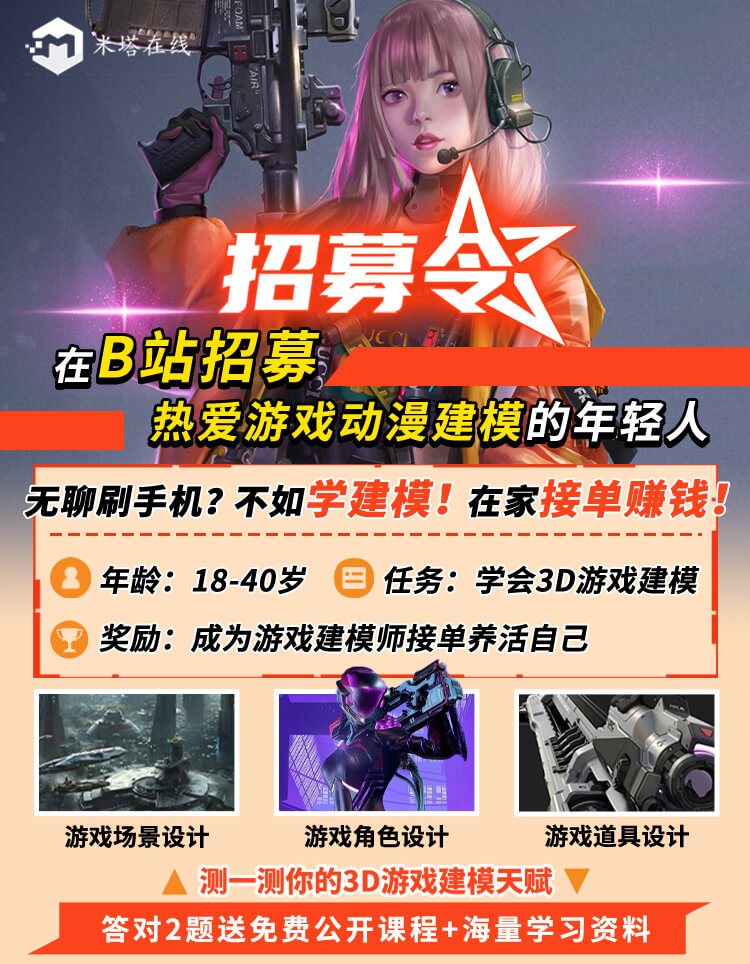 米塔在线
FOAM
AIR
招募令
UCCI
UCCI
在B站招募
热爱游戏动漫建模的年轻人
无聊刷手机?不如学建模!在家接单赚钱!
年龄:18-40岁
任务:学会3D游戏建模
奖励:成为游戏建模师接单养活自己
游戏场景设计
游戏角色设计
游戏道具设计
▲ 测一测你的3D游戏建模天赋 ▼
答对2题送免费公开课程+海量学习资料